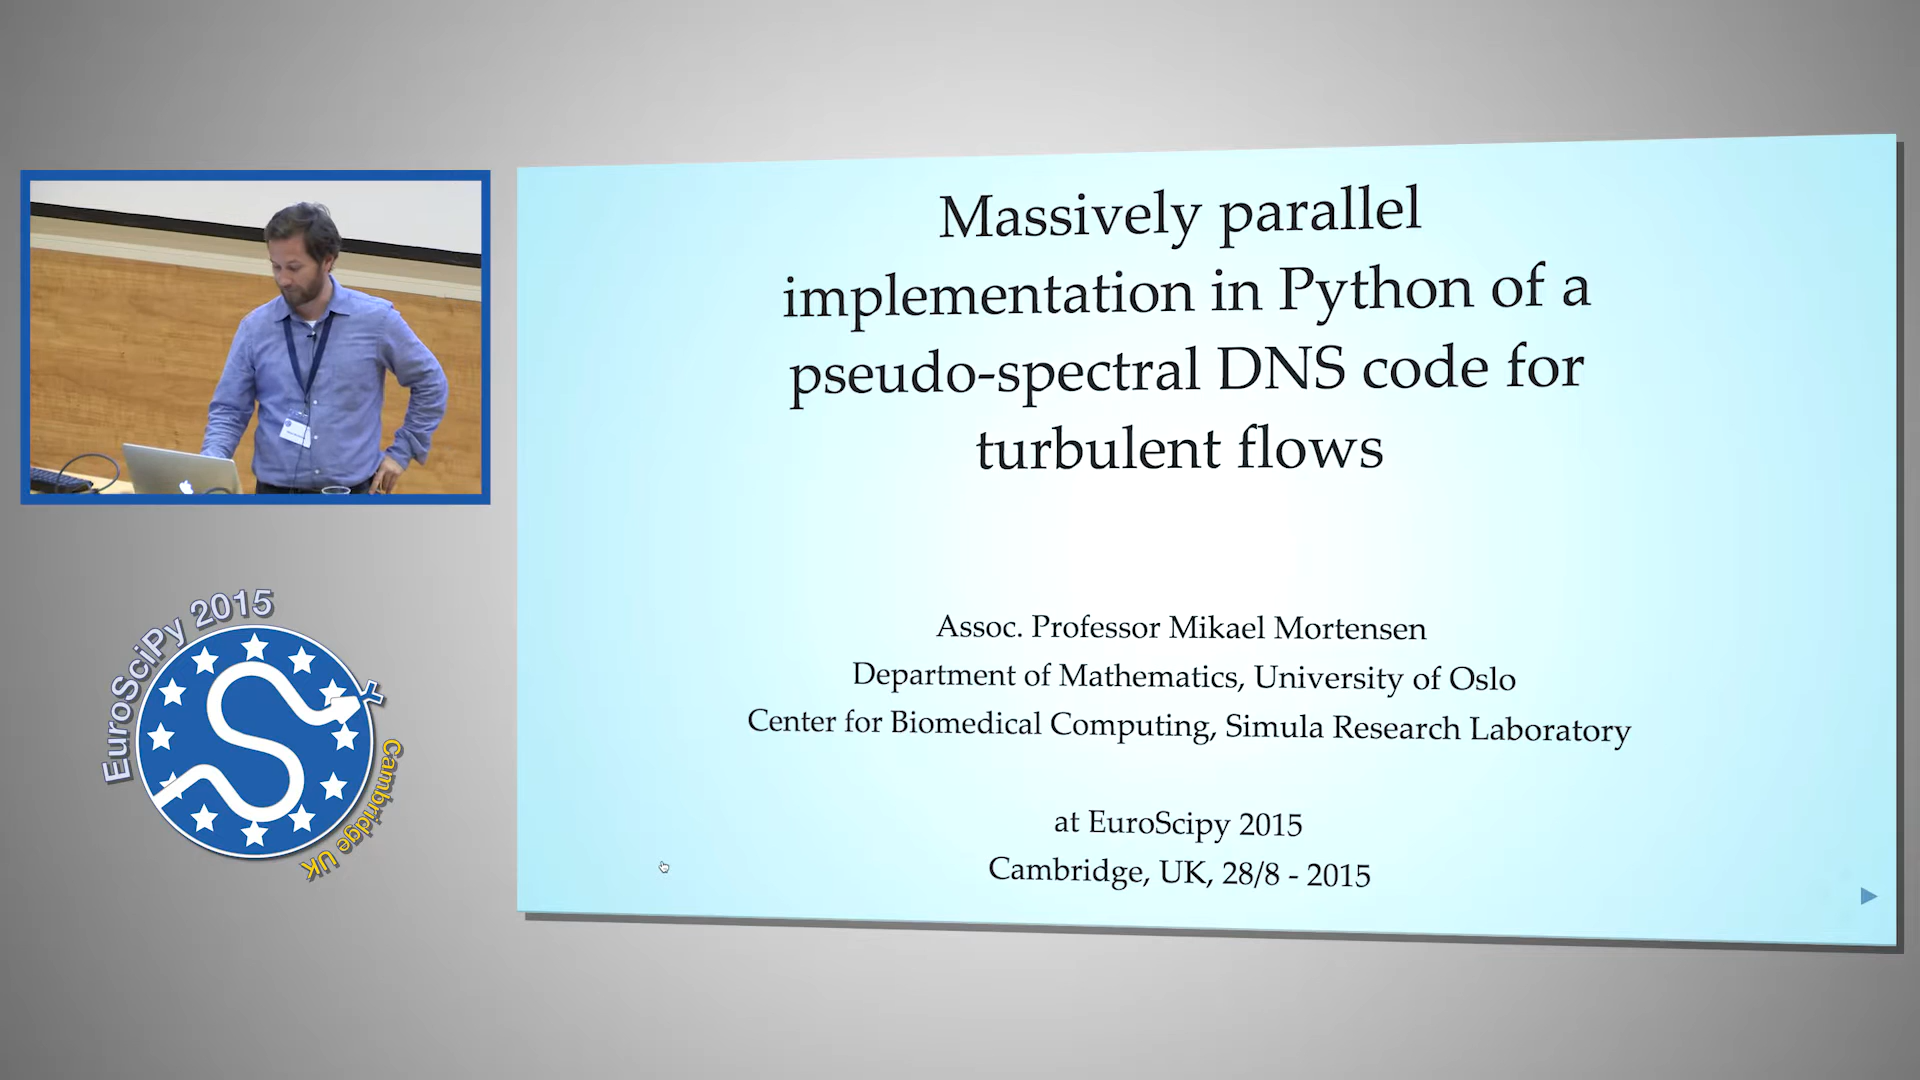 Massively parallel
implementation in Python of a
pseudo-spectral DNS code for
turbulent flows
Assoc. Professor Mikael Mortensen
Department of Mathematics, University of Oslo
Center for Biomedical Computing, Simula Research Laboratory
at EuroScipy 2015
Cambridge, UK, 28/8 - 2015
EuroSciPy 2015
Cambridge UK